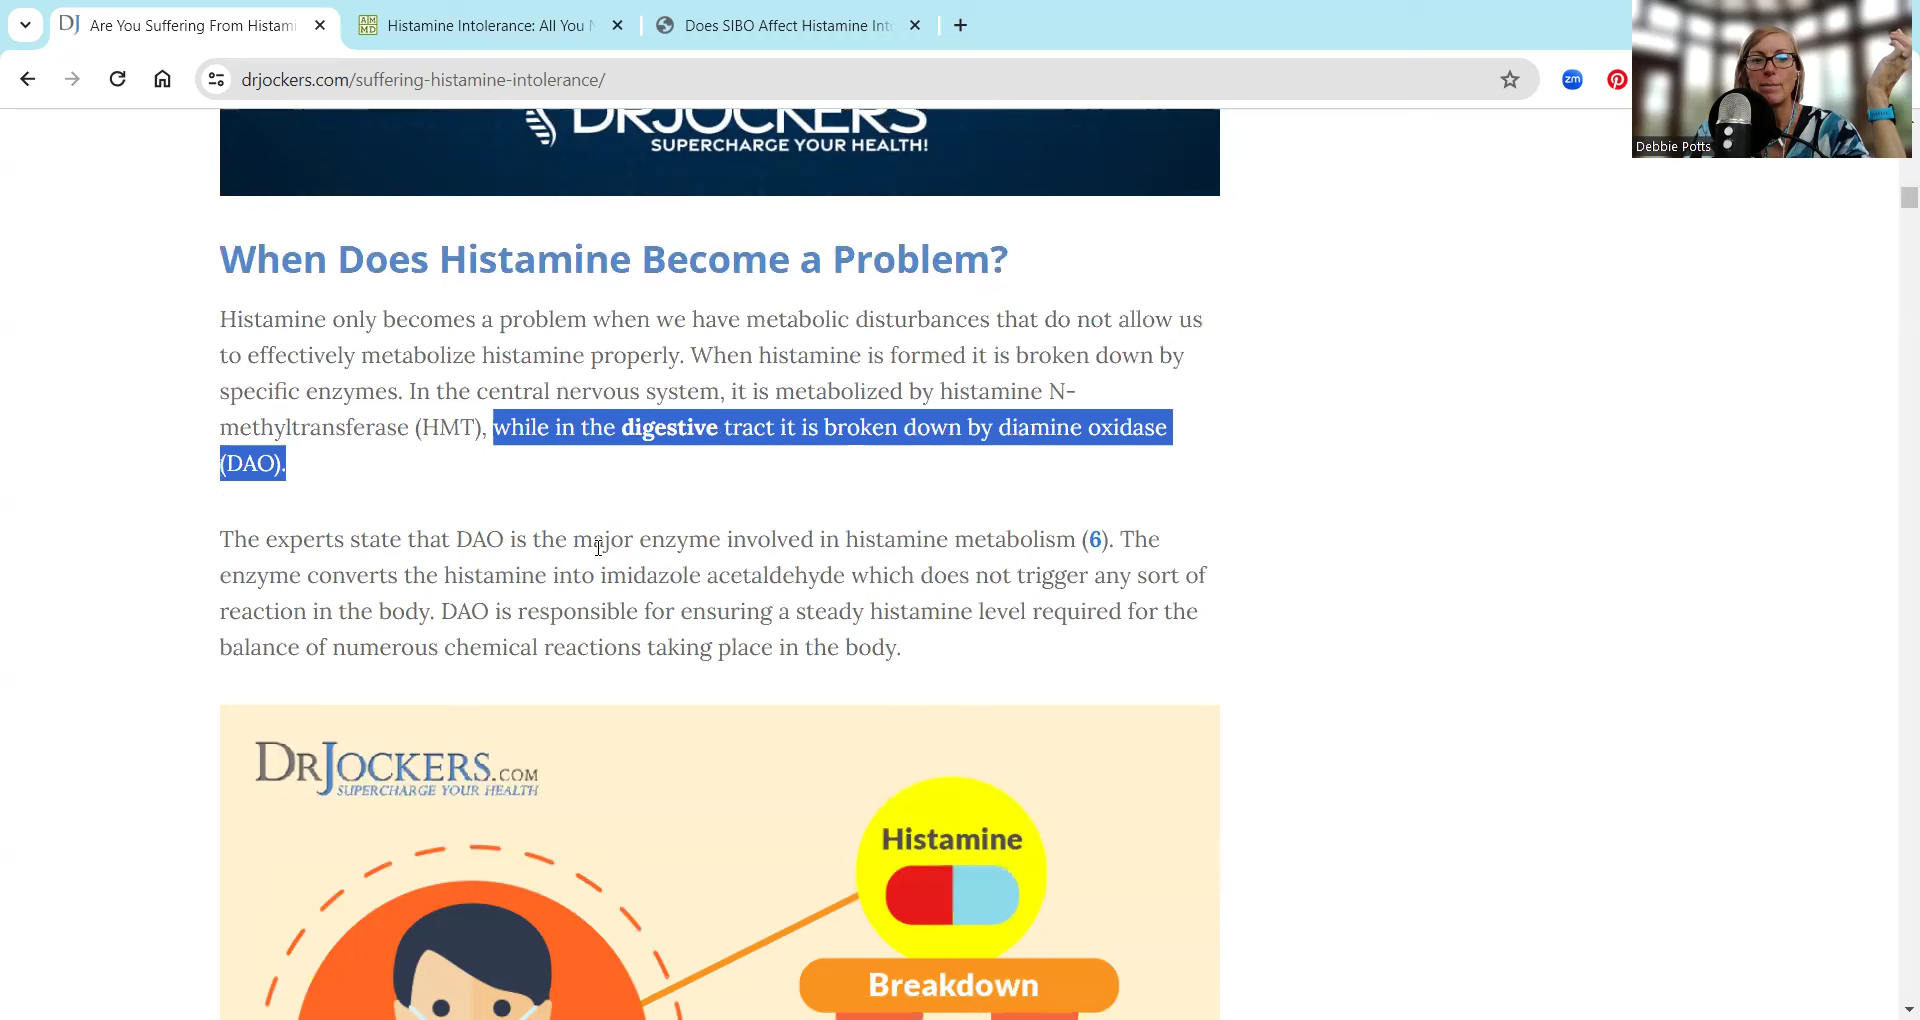 DJ Are You Suffering From Histami
AM MD Histamine Intolerance: All You N
Does SIBO Affect Histamine Int
drjockers.com/suffering-histamine-intolerance/
zm
Debbie Potts
DRJOCKERS
SUPERCHARGE YOUR HEALTH!
When Does Histamine Become a Problem?
Histamine only becomes a problem when we have metabolic disturbances that do not allow us
to effectively metabolize histamine properly. When histamine is formed it is broken down by
specific enzymes. In the central nervous system, it is metabolized by histamine N-
methyltransferase (HMT), while in the digestive tract it is broken down by diamine oxidase
(DAO).
The experts state that DAO is the major enzyme involved in histamine metabolism (6). The
enzyme converts the histamine into imidazole acetaldehyde which does not trigger any sort of
reaction in the body. DAO is responsible for ensuring a steady histamine level required for the
balance of numerous chemical reactions taking place in the body.
DRJOCKERS.COM
SUPERCHARGE YOUR HEALTH
Histamine
Breakdown